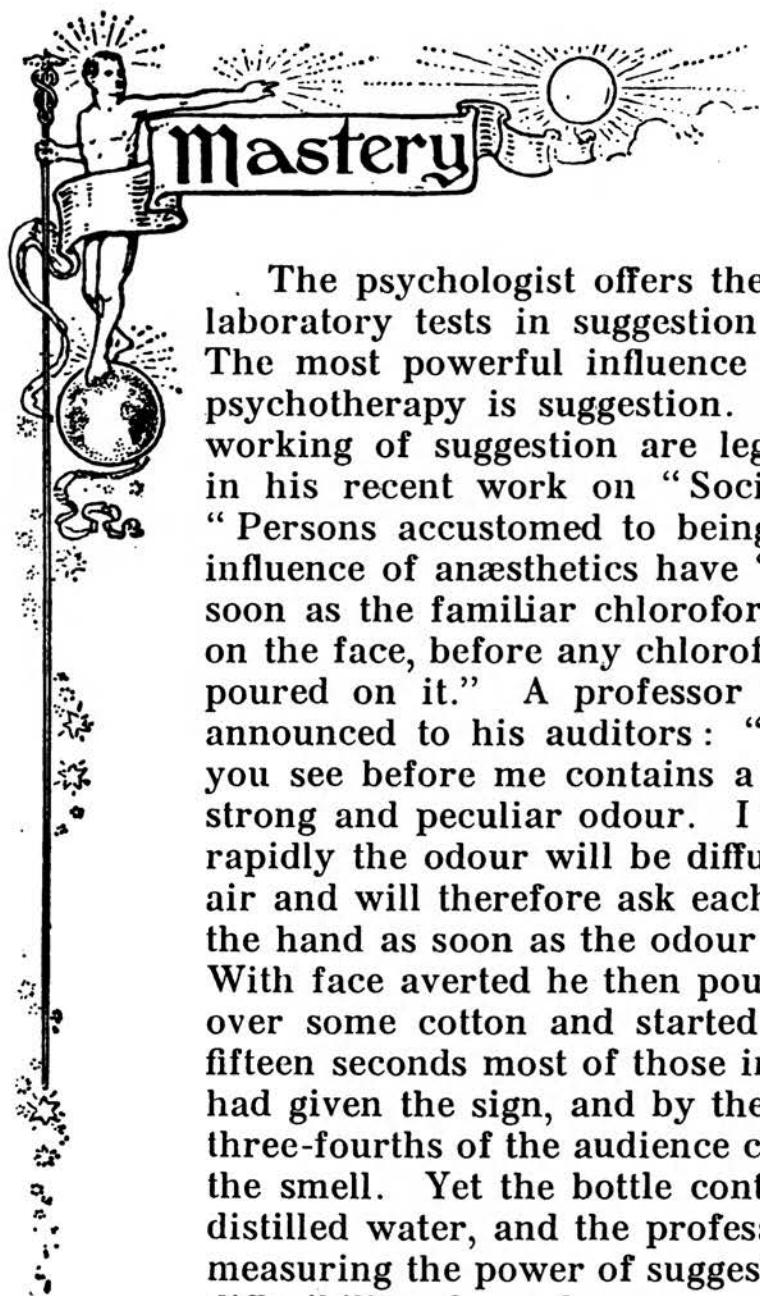 Mastery
The psychologist offers the
laboratory tests in suggestion
The most powerful influence
psychotherapy is suggestion.
working of suggestion are leg
in his recent work on “Soci
“Persons accustomed to being
influence of anæsthetics have “
soon as the familiar chlorofor
on the face, before any chlorof
poured on it.” A professor
announced to his auditors : “
you see before me contains a
strong and peculiar odour. I
rapidly the odour will be diffu
air and will therefore ask each
the hand as soon as the odour
With face averted he then pou
over some cotton and started
fifteen seconds most of those in
had given the sign, and by the
three-fourths of the audience c
the smell. Yet the bottle cont
distilled water, and the profess
measuring the power of sugges